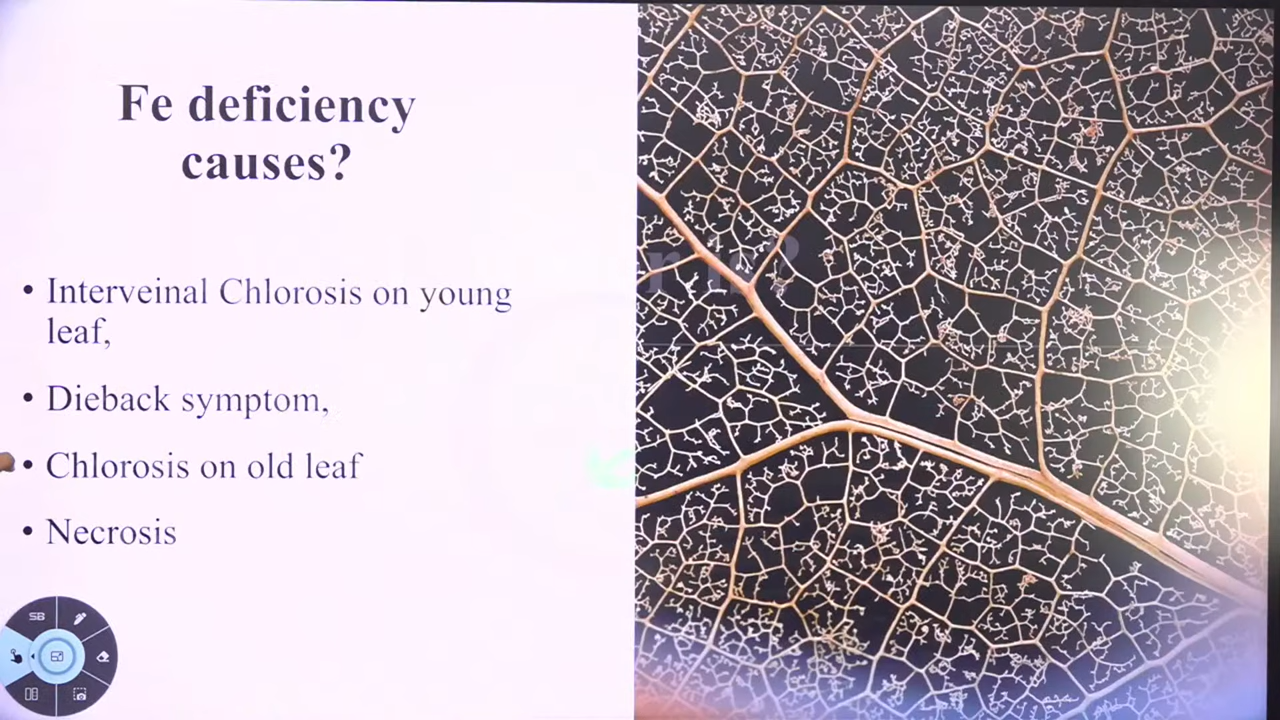 Fe deficiency
causes?
• Interveinal Chlorosis on young
leaf,
• Dieback symptom,
• Chlorosis on old leaf
• Necrosis
SB